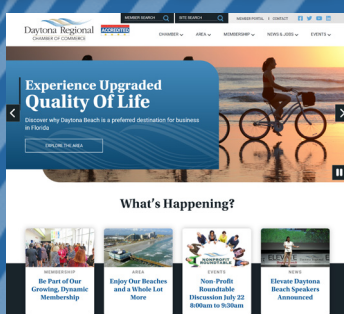 MEMBER SEARCH
SITE SEARCH
MEMBER PORTAL | CONTACT
Daytona Regional
CHAMBER OF COMMERCE
ACCREDITED
CHAMBER
AREA
MEMBERSHIP
NEWS & JOBS
EVENTS
Experience Upgraded
Quality Of Life
Discover why Daytona Beach is a preferred destination for business
in Florida
EXPLORE THE AREA
What's Happening?
MEMBERSHIP
Be Part of Our
Growing, Dynamic
Membership
AREA
Enjoy Our Beaches
and a Whole Lot
More
NONPROFIT
ROUNDTABLE
EVENTS
Non-Profit
Roundtable
Discussion July 22
8:00am to 9:30am
ELEVATE
NEWS
Elevate Daytona
Beach Speakers
Announced